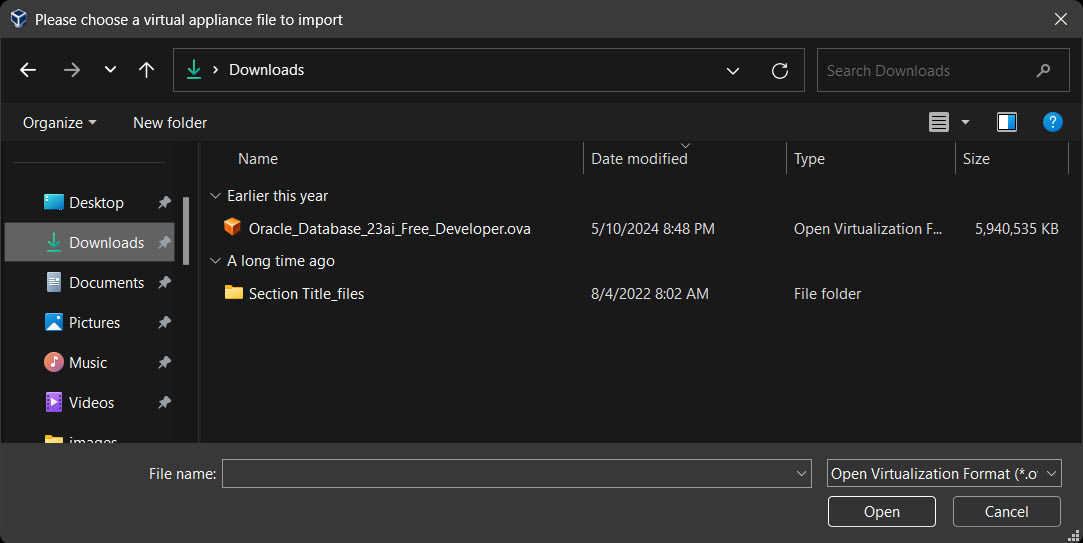 Please choose a virtual appliance file to import
Downloads
Search Downloads
Organize
New folder
?
Name
Date modified
Type
Size
Desktop
Downloads
Documents
Pictures
Music
Videos
images
Earlier this year
Oracle_Database_23ai_Free_Developer.ova 5/10/2024 8:48 PM Open Virtualization F... 5,940,535 KB
A long time ago
Section Title_files 8/4/2022 8:02 AM File folder
File name:
Open Virtualization Format (*.o
Open
Cancel